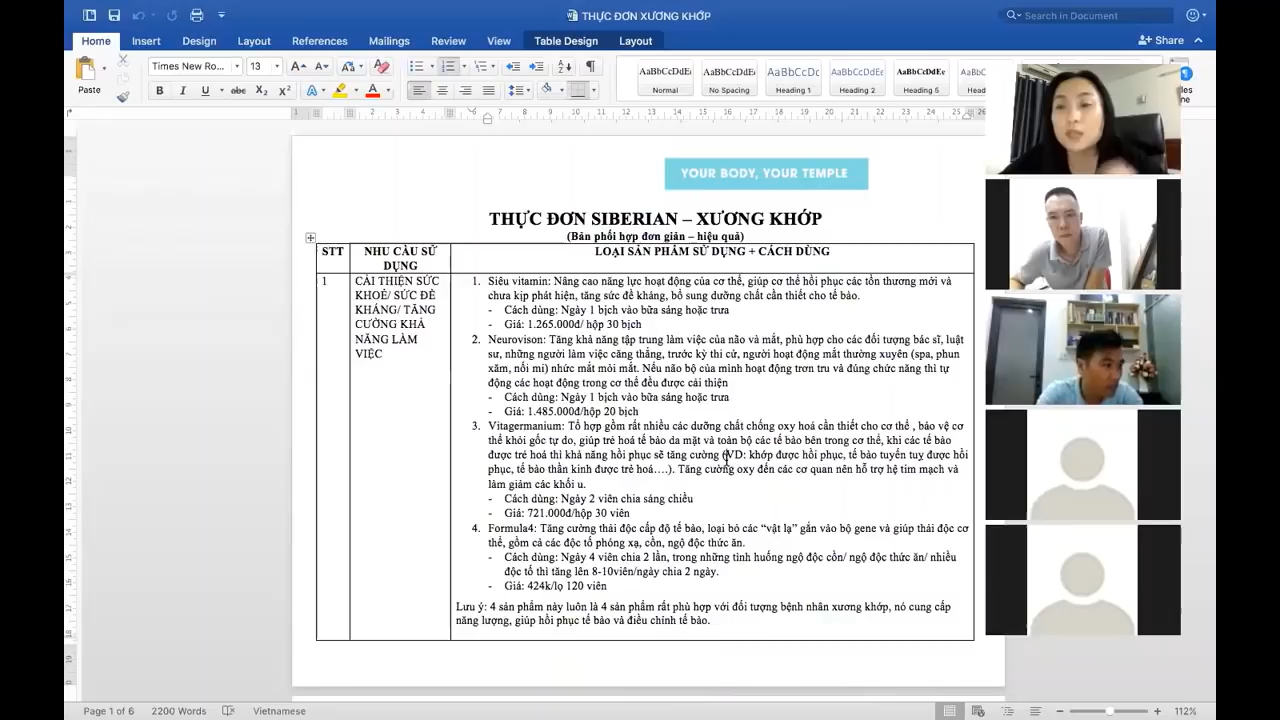 THỰC ĐƠN XƯƠNG KHỚP
Search in Document
Home Insert Design Layout References Mailings Review View Table Design Layout
Share
Paste
Times New Ro... 13
AaBbCcDdEe AaBbCcDdEe AaBbCcDc AaBbCcDdEe AaBbCcDdEe
Normal No Spacing Heading 1 Heading 2 Heading 5
YOUR BODY, YOUR TEMPLE
THỰC ĐƠN SIBERIAN – XƯƠNG KHỚP
(Bản phối hợp đơn giản – hiệu quả)
STT NHU CẦU SỬ DỤNG LOẠI SẢN PHẨM SỬ DỤNG + CÁCH DÙNG
1 CẢI THIỆN SỨC
KHOẺ/ SỨC ĐỀ
KHÁNG/ TĂNG
CƯỜNG KHẢ
NĂNG LÀM
VIỆC
1. Siêu vitamin: Nâng cao năng lực hoạt động của cơ thể, giúp cơ thể hồi phục các tổn thương mới và
chưa kịp phát hiện, tăng sức đề kháng, bổ sung dưỡng chất cần thiết cho tế bào.
Cách dùng: Ngày 1 bịch vào bữa sáng hoặc trưa
- Giá: 1.265.000đ/ hộp 30 bịch
2. Neurovison: Tăng khả năng tập trung làm việc của não và mắt, phù hợp cho các đối tượng bác sĩ, luật
sư, những người làm việc căng thẳng, trước kỳ thi cử, người hoạt động mắt thường xuyên (spa, phun
xăm, nối mi) nhức mắt mỏi mắt. Nếu não bộ của mình hoạt động trơn tru và đúng chức năng thì tự
động các hoạt động trong cơ thể đều được cải thiện
Cách dùng: Ngày 1 bịch vào bữa sáng hoặc trưa
Giá: 1.485.000đ/hộp 20 bịch
3. Vitagermanium: Tổ hợp gồm rất nhiều các dưỡng chất chống oxy hoá cần thiết cho cơ thể , bảo vệ cơ
thể khỏi gốc tự do, giúp trẻ hoá tế bào da mặt và toàn bộ các tế bào bên trong cơ thể, khi các tế bào
được trẻ hoá thì khả năng hồi phục sẽ tăng cường (VD: khớp được hồi phục, tế bào tuyến tuỵ được hồi
phục, tế bào thần kinh được trẻ hoá….). Tăng cường oxy đến các cơ quan nên hỗ trợ hệ tim mạch và
làm giảm các khối u.
- Cách dùng: Ngày 2 viên chia sáng chiều
- Giá: 721.000đ/hộp 30 viên
4. Formula4: Tăng cường thải độc cấp độ tế bào, loại bỏ các “vật lạ” gắn vào bộ gene và giúp thải độc cơ
thể, gồm cả các độc tố phóng xạ, cồn, ngộ độc thức ăn.
- Cách dùng: Ngày 4 viên chia 2 lần, trong những tình huống ngộ độc cồn/ ngộ độc thức ăn/ nhiều
độc tố thì tăng lên 8-10viên/ngày chia 2 ngày.
- Giá: 424k/lọ 120 viên
Lưu ý: 4 sản phẩm này luôn là 4 sản phẩm rất phù hợp với đối tượng bệnh nhân xương khớp, nó cung cấp
năng lượng, giúp hồi phục tế bào và điều chỉnh tế bào.
Page 1 of 6 2200 Words Vietnamese 112%